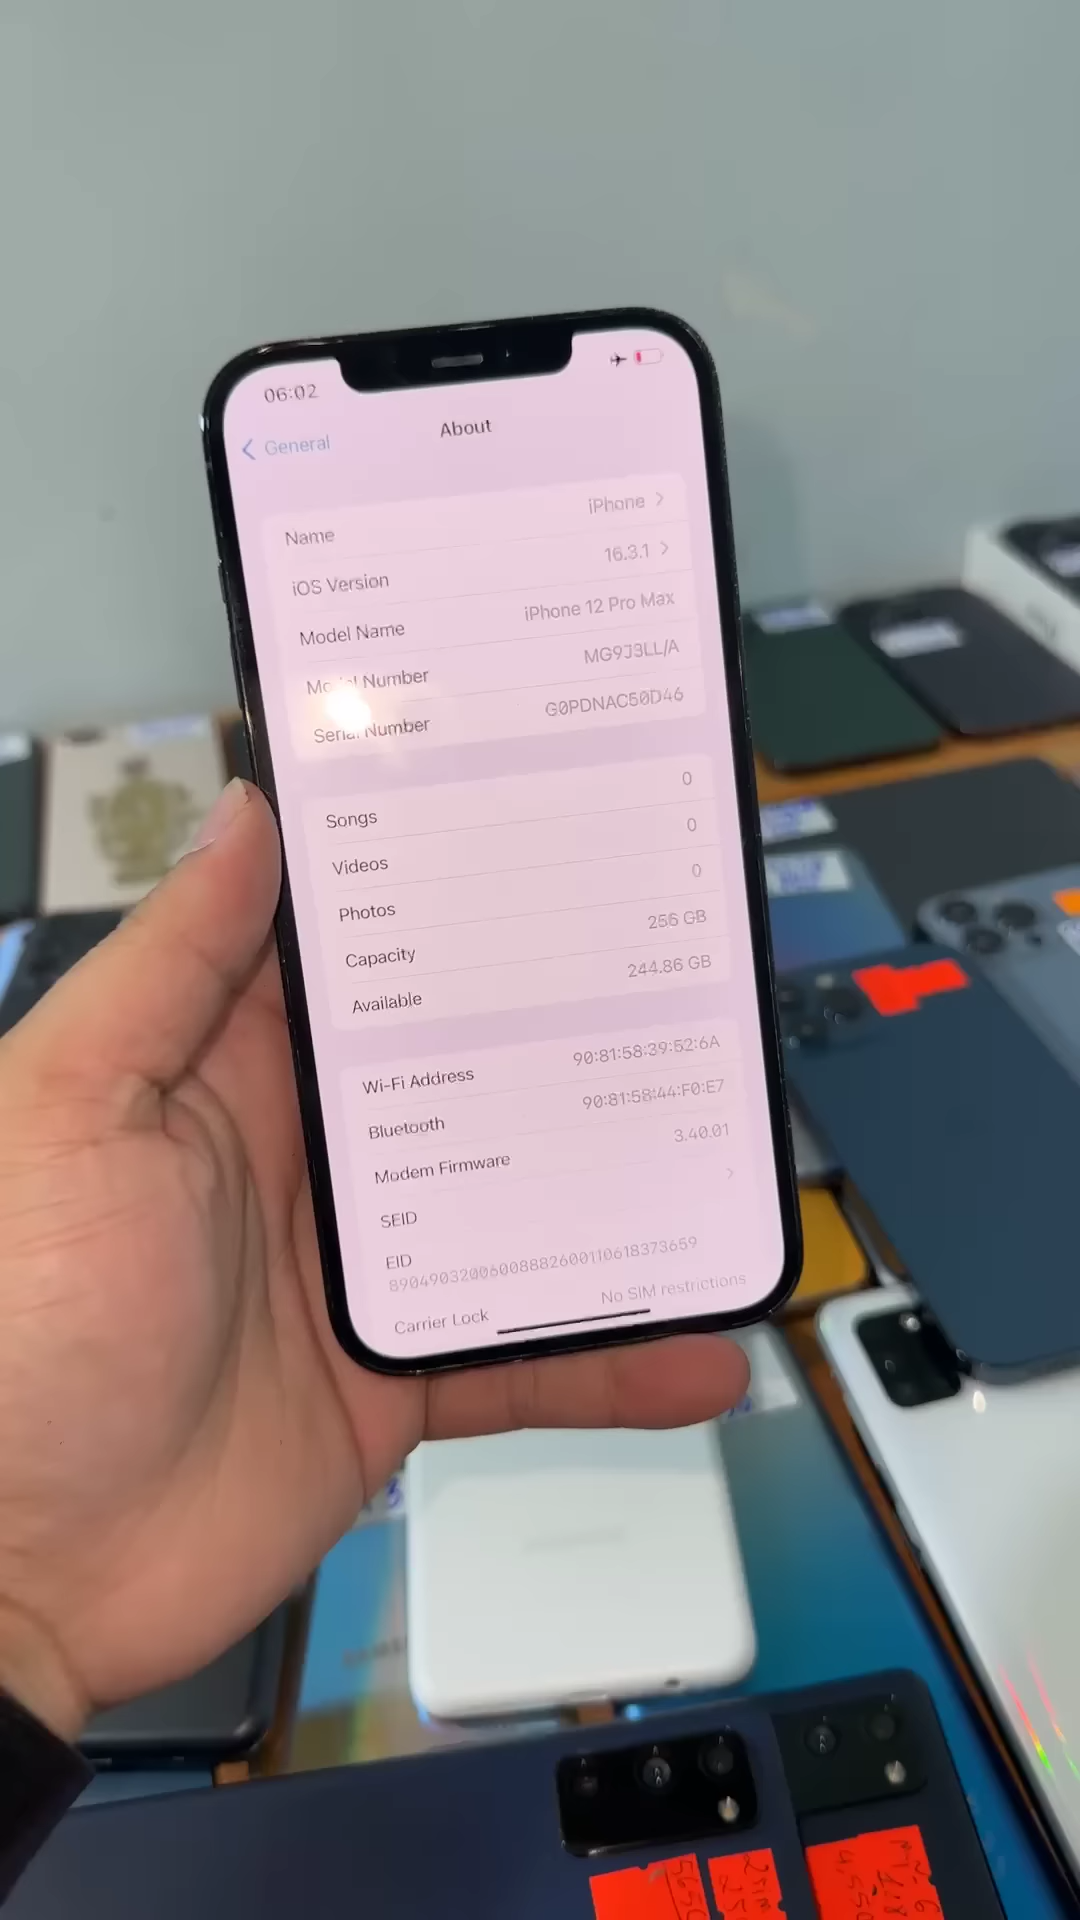 06:02
General
About
Name
iPhone
iOS Version
16.3.1
Model Name
iPhone 12 Pro Max
Model Number
MG9J3LL/A
Serial Number
G0PDNAC50D46
Songs
0
Videos
0
Photos
0
Capacity
256 GB
Available
244.86 GB
Wi-Fi Address
90:81:58:39:52:6A
Bluetooth
90:81:58:44:F0:E7
Modem Firmware
3.40.01
SEID
EID
89049032006008882600110618373659
Carrier Lock
No SIM restrictions